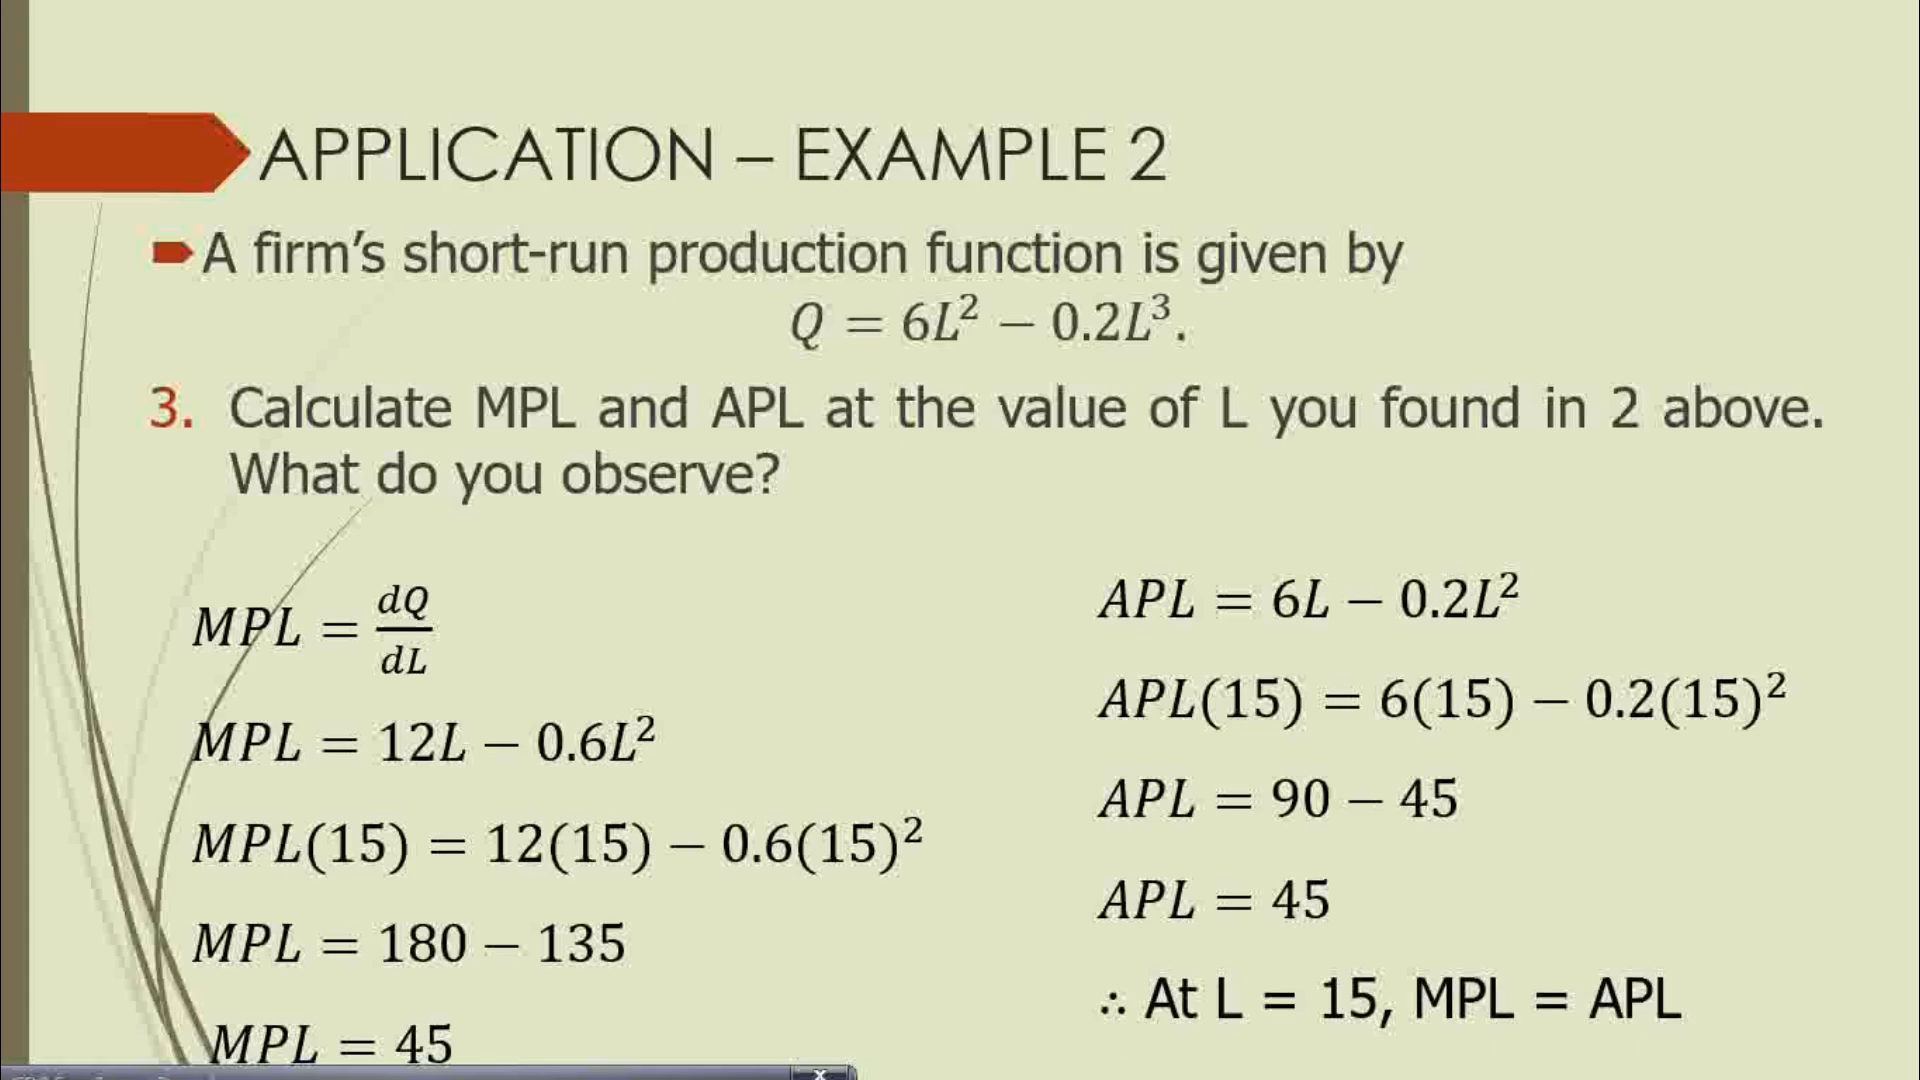 APPLICATION – EXAMPLE 2
A firm's short-run production function is given by
Q = 6L² − 0.2L³.
3. Calculate MPL and APL at the value of L you found in 2 above.
What do you observe?
MPL = dQ/dL
MPL = 12L − 0.6L²
MPL(15) = 12(15) − 0.6(15)²
MPL = 180 − 135
MPL = 45
APL = 6L − 0.2L²
APL(15) = 6(15) − 0.2(15)²
APL = 90 − 45
APL = 45
∴ At L = 15, MPL = APL